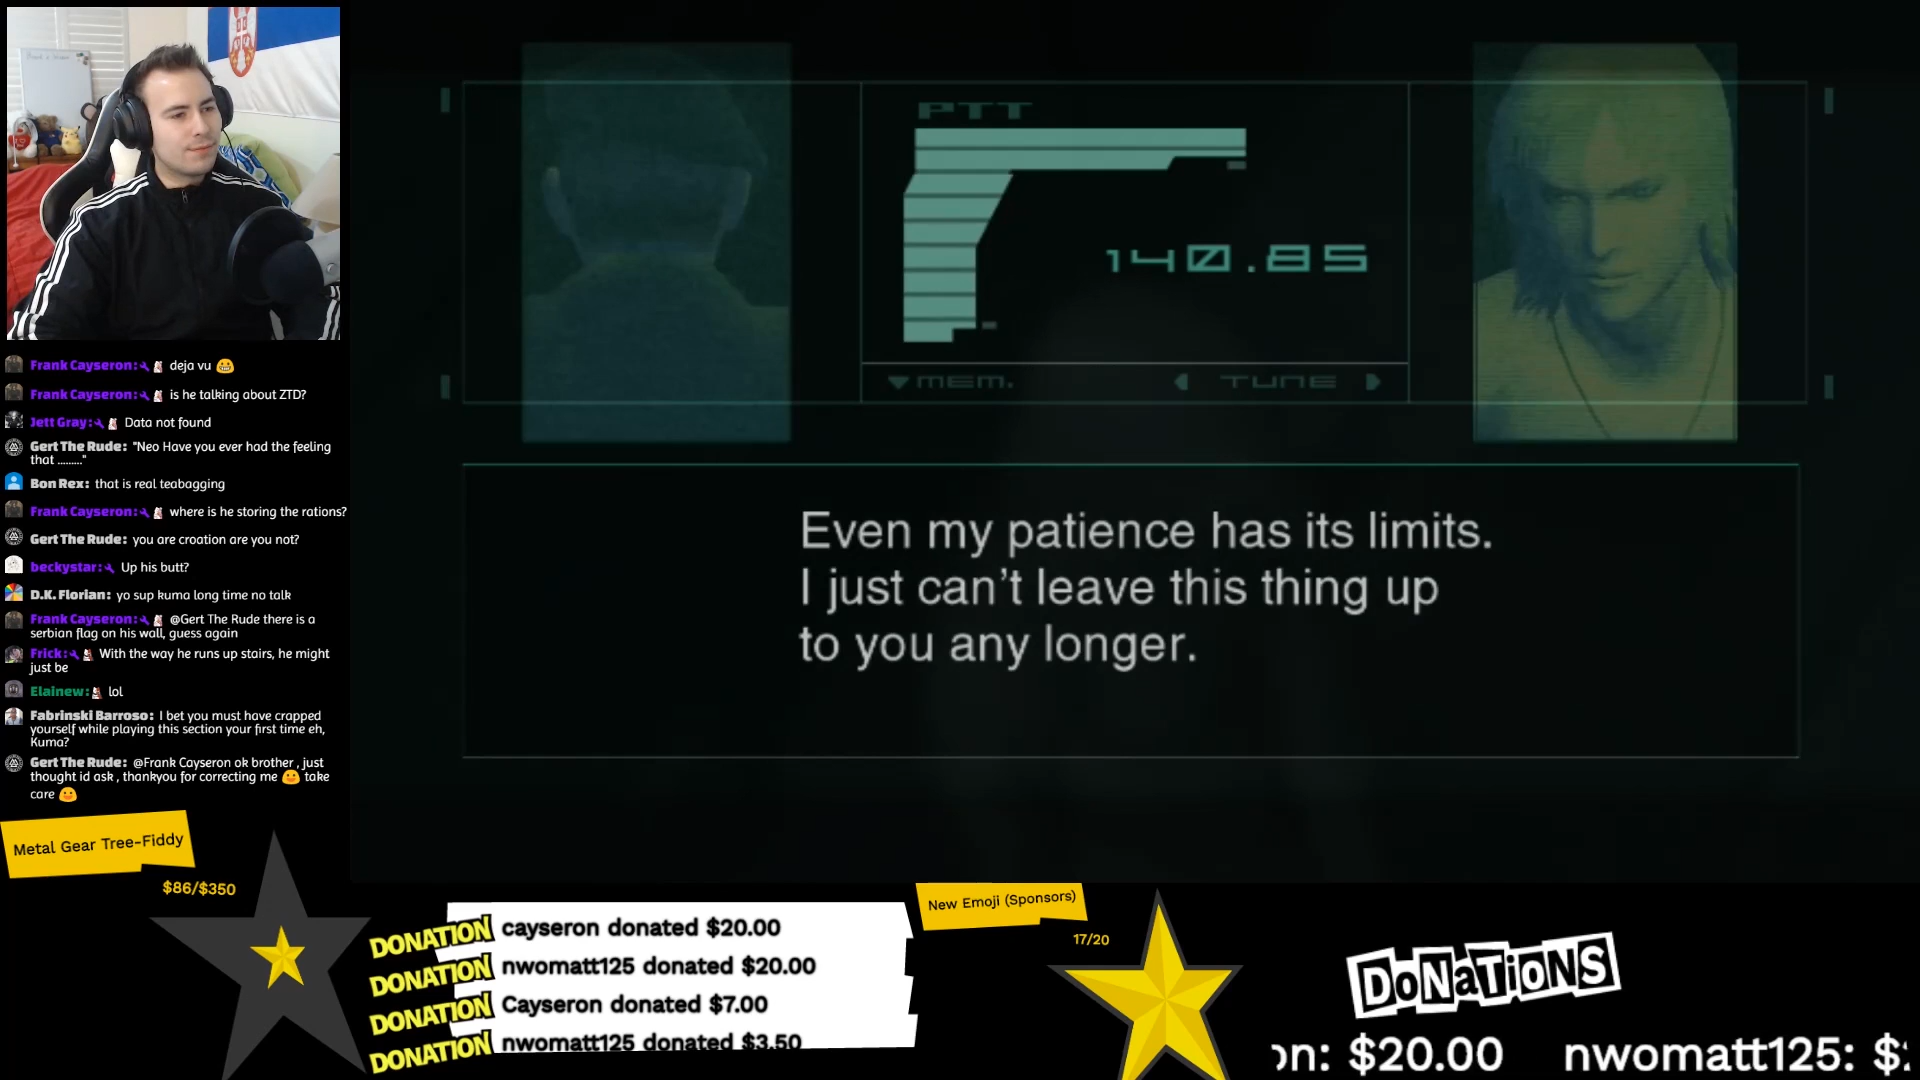 PTT
140.85
MEM.
TUNE
Even my patience has its limits.
I just can't leave this thing up
to you any longer.
Frank Cayseron: deja vu
Frank Cayseron: is he talking about ZTD?
Jett Gray: Data not found
Gert The Rude: "Neo Have you ever had the feeling
that ........."
Bon Rex: that is real teabagging
Frank Cayseron: where is he storing the rations?
Gert The Rude: you are croation are you not?
beckystar: Up his butt?
D.K. Florian: yo sup kuma long time no talk
Frank Cayseron: @Gert The Rude there is a
serbian flag on his wall, guess again
Frick: With the way he runs up stairs, he might
just be
Elainew: lol
Fabrinski Barroso: I bet you must have crapped
yourself while playing this section your first time eh,
Kuma?
Gert The Rude: @Frank Cayseron ok brother , just
thought id ask , thankyou for correcting me take
care
Metal Gear Tree-Fiddy
$86/$350
DONATION cayseron donated $20.00
DONATION nwomatt125 donated $20.00
DONATION Cayseron donated $7.00
DONATION nwomatt125 donated $3.50
New Emoji (Sponsors)
17/20
DONATIONS
on: $20.00 nwomatt125: $